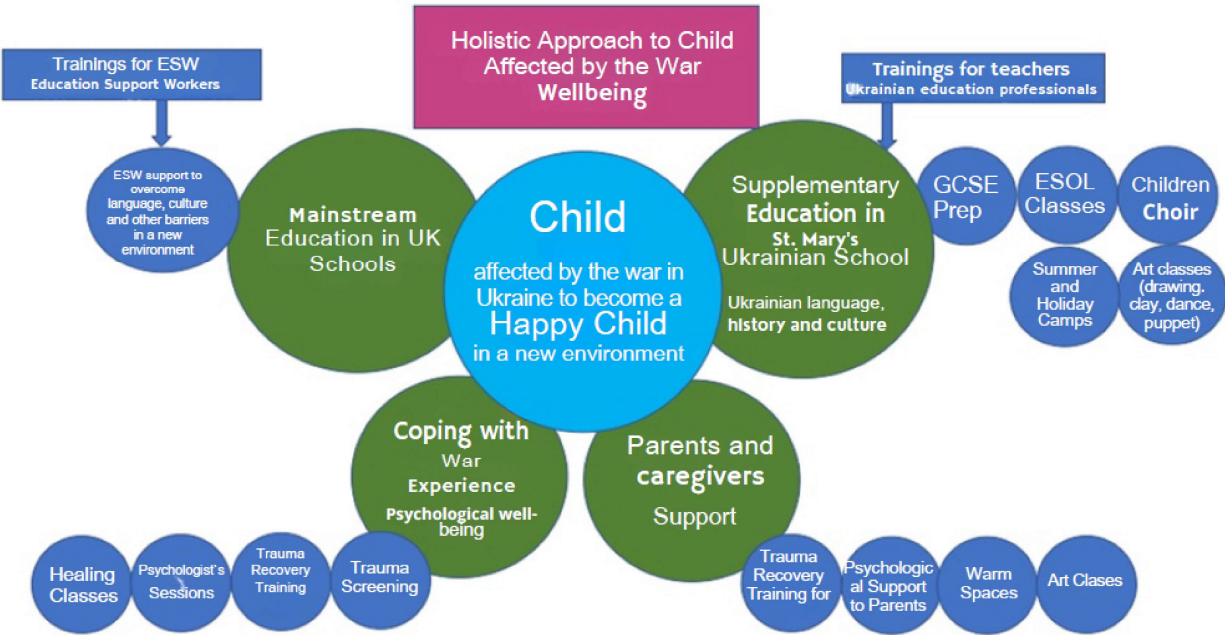 Holistic Approach to Child
Affected by the War
Wellbeing
Trainings for ESW
Education Support Workers
Trainings for teachers
Ukrainian education professionals
ESW support to
overcome
language, culture
and other barriers
in a new
environment
Mainstream
Education in UK
Schools
Child
affected by the war in
Ukraine to become a
Happy Child
in a new environment
Supplementary
Education in
St. Mary's
Ukrainian School
Ukrainian language,
history and culture
GCSE
Prep
ESOL
Classes
Children
Choir
Summer
and
Holiday
Camps
Art classes
(drawing.
clay, dance,
puppet)
Coping with
War
Experience
Psychological well-
being
Parents and
caregivers
Support
Healing
Classes
Psychologist's
Sessions
Trauma
Recovery
Training
Trauma
Screening
Trauma
Recovery
Training for
Psychologic
al Support
to Parents
Warm
Spaces
Art Clases